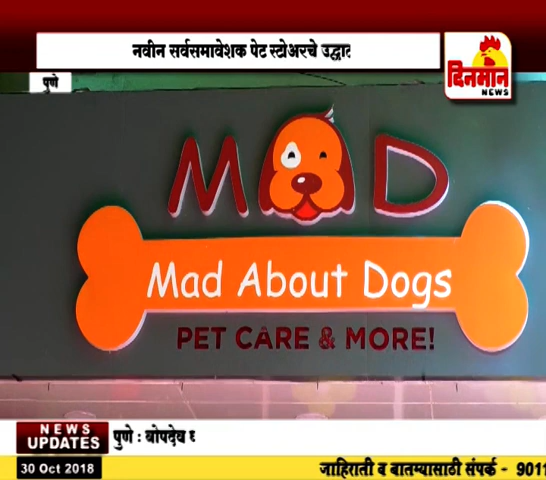 नवीन सर्वसमावेशक पेट स्टोअरचे
दिनमान
NEWS
पुणे
MAD
Mad About Dogs
PET CARE & MORE!
NEWS
UPDATES
पुणे : बोपदेव
30 Oct 2018
जाहिराती व बातम्यासाठी संपर्क - 9011